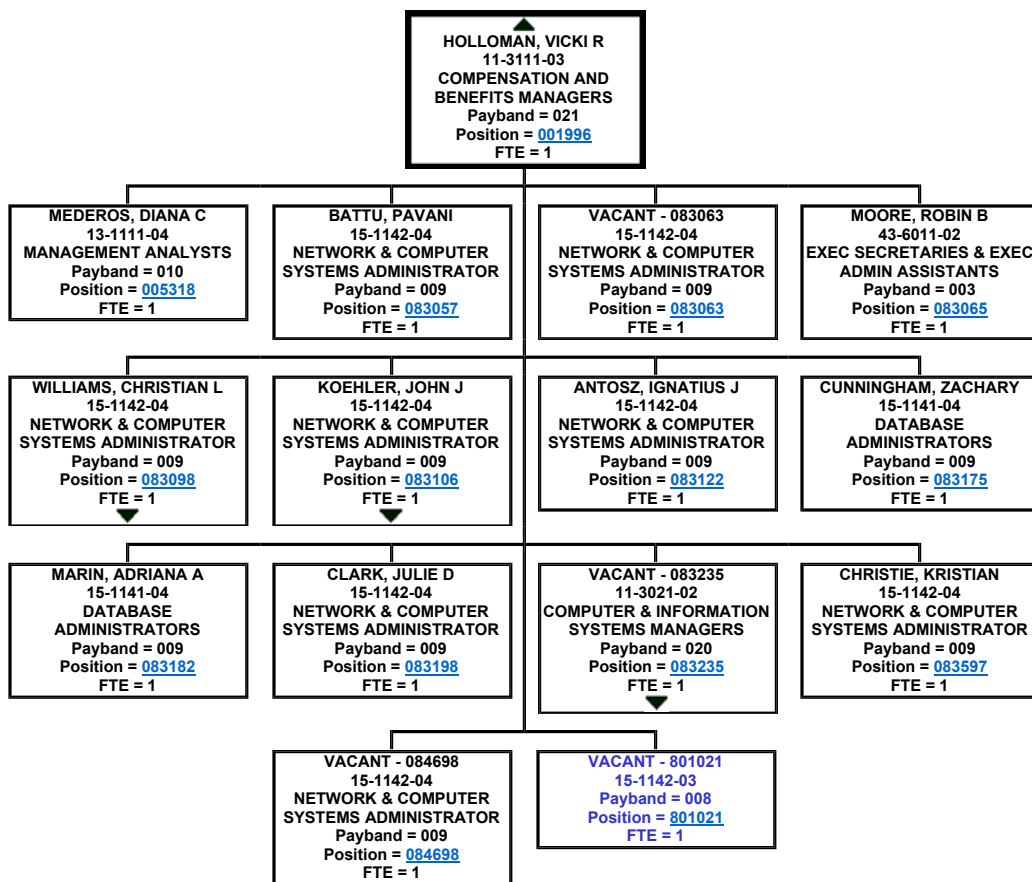 HOLLOMAN, VICKI R
11-3111-03
COMPENSATION AND
BENEFITS MANAGERS
Payband = 021
Position = 001996
FTE = 1
MEDEROS, DIANA C
13-1111-04
MANAGEMENT ANALYSTS
Payband = 010
Position = 005318
FTE = 1
BATTU, PAVANI
15-1142-04
NETWORK & COMPUTER
SYSTEMS ADMINISTRATOR
Payband = 009
Position = 083057
FTE = 1
VACANT - 083063
15-1142-04
NETWORK & COMPUTER
SYSTEMS ADMINISTRATOR
Payband = 009
Position = 083063
FTE = 1
MOORE, ROBIN B
43-6011-02
EXEC SECRETARIES & EXEC
ADMIN ASSISTANTS
Payband = 003
Position = 083065
FTE = 1
WILLIAMS, CHRISTIAN L
15-1142-04
NETWORK & COMPUTER
SYSTEMS ADMINISTRATOR
Payband = 009
Position = 083098
FTE = 1
KOEHLER, JOHN J
15-1142-04
NETWORK & COMPUTER
SYSTEMS ADMINISTRATOR
Payband = 009
Position = 083106
FTE = 1
ANTOSZ, IGNATIUS J
15-1142-04
NETWORK & COMPUTER
SYSTEMS ADMINISTRATOR
Payband = 009
Position = 083122
FTE = 1
CUNNINGHAM, ZACHARY
15-1141-04
DATABASE
ADMINISTRATORS
Payband = 009
Position = 083175
FTE = 1
MARIN, ADRIANA A
15-1141-04
DATABASE
ADMINISTRATORS
Payband = 009
Position = 083182
FTE = 1
CLARK, JULIE D
15-1142-04
NETWORK & COMPUTER
SYSTEMS ADMINISTRATOR
Payband = 009
Position = 083198
FTE = 1
VACANT - 083235
11-3021-02
COMPUTER & INFORMATION
SYSTEMS MANAGERS
Payband = 020
Position = 083235
FTE = 1
CHRISTIE, KRISTIAN
15-1142-04
NETWORK & COMPUTER
SYSTEMS ADMINISTRATOR
Payband = 009
Position = 083597
FTE = 1
VACANT - 084698
15-1142-04
NETWORK & COMPUTER
SYSTEMS ADMINISTRATOR
Payband = 009
Position = 084698
FTE = 1
VACANT - 801021
15-1142-03
Payband = 008
Position = 801021
FTE = 1